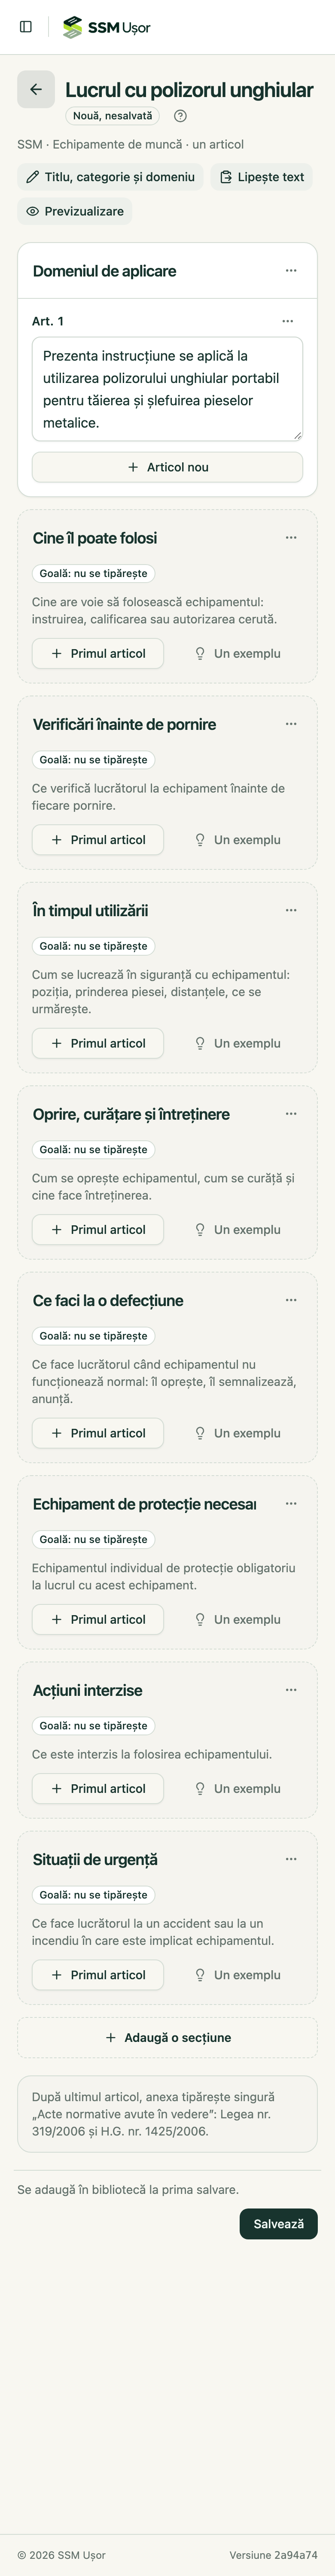 SSM Ușor
Lucrul cu polizorul unghiular
Nouă, nesalvată
SSM · Echipamente de muncă · un articol
Titlu, categorie și domeniu
Lipește text
Previzualizare
Domeniul de aplicare
Art. 1
Prezenta instrucțiune se aplică la
utilizarea polizorului unghiular portabil
pentru tăierea și șlefuirea pieselor
metalice.
Articol nou
Cine îl poate folosi
Goală: nu se tipărește
Cine are voie să folosească echipamentul:
instruirea, calificarea sau autorizarea cerută.
Primul articol
Un exemplu
Verificări înainte de pornire
Goală: nu se tipărește
Ce verifică lucrătorul la echipament înainte de
fiecare pornire.
Primul articol
Un exemplu
În timpul utilizării
Goală: nu se tipărește
Cum se lucrează în siguranță cu echipamentul:
poziția, prinderea piesei, distanțele, ce se
urmărește.
Primul articol
Un exemplu
Oprire, curățare și întreținere
Goală: nu se tipărește
Cum se oprește echipamentul, cum se curăță și
cine face întreținerea.
Primul articol
Un exemplu
Ce faci la o defecțiune
Goală: nu se tipărește
Ce face lucrătorul când echipamentul nu
funcționează normal: îl oprește, îl semnalizează,
anunță.
Primul articol
Un exemplu
Echipament de protecție necesar
Goală: nu se tipărește
Echipamentul individual de protecție obligatoriu
la lucrul cu acest echipament.
Primul articol
Un exemplu
Acțiuni interzise
Goală: nu se tipărește
Ce este interzis la folosirea echipamentului.
Primul articol
Un exemplu
Situații de urgență
Goală: nu se tipărește
Ce face lucrătorul la un accident sau la un
incendiu în care este implicat echipamentul.
Primul articol
Un exemplu
Adaugă o secțiune
După ultimul articol, anexa tipărește singură
„Acte normative avute în vedere”: Legea nr.
319/2006 și H.G. nr. 1425/2006.
Se adaugă în bibliotecă la prima salvare.
Salvează
© 2026 SSM Ușor
Versiune 2a94a74